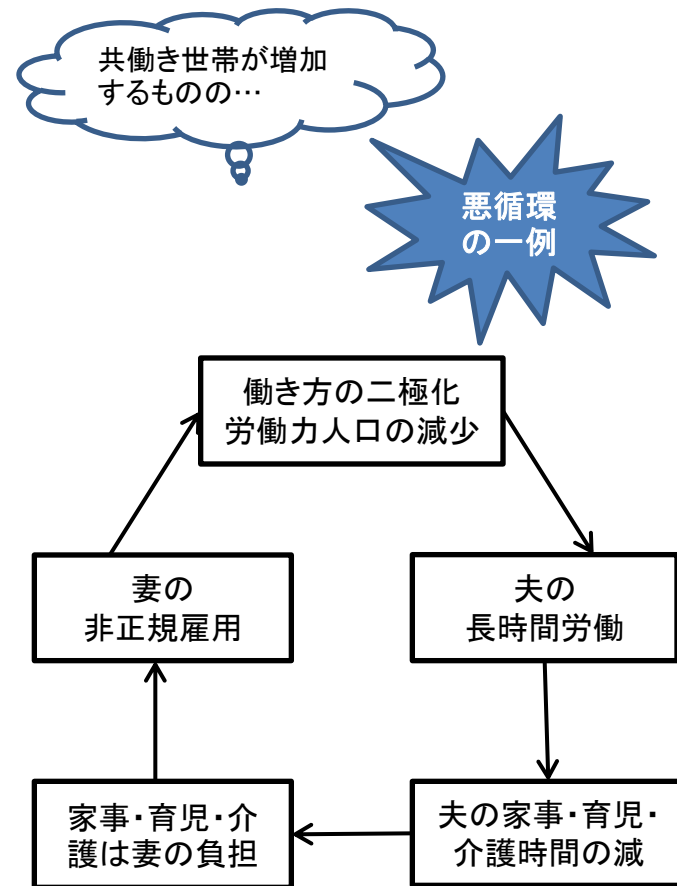 共働き世帯が増加
するものの…
悪循環
の一例
働き方の二極化
労働力人口の減少
妻の
非正規雇用
夫の
長時間労働
家事・育児・介
護は妻の負担
夫の家事・育児・
介護時間の減